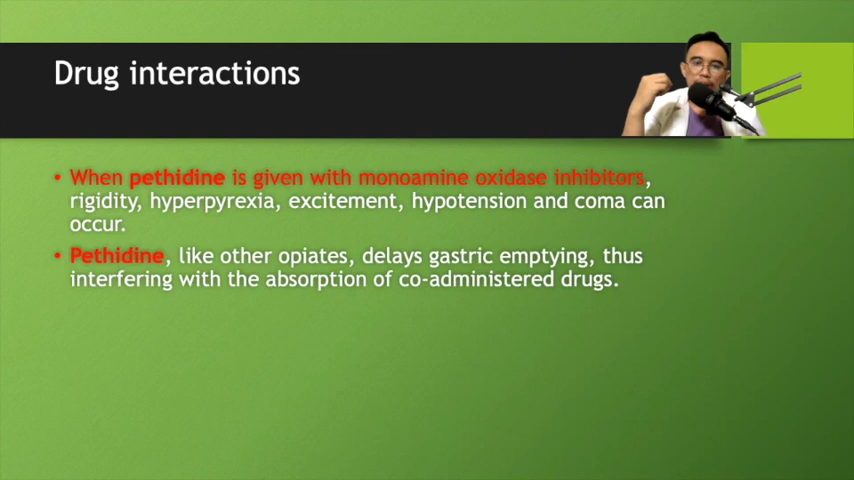 Drug interactions
• When pethidine is given with monoamine oxidase inhibitors,
rigidity, hyperpyrexia, excitement, hypotension and coma can
occur.
• Pethidine, like other opiates, delays gastric emptying, thus
interfering with the absorption of co-administered drugs.